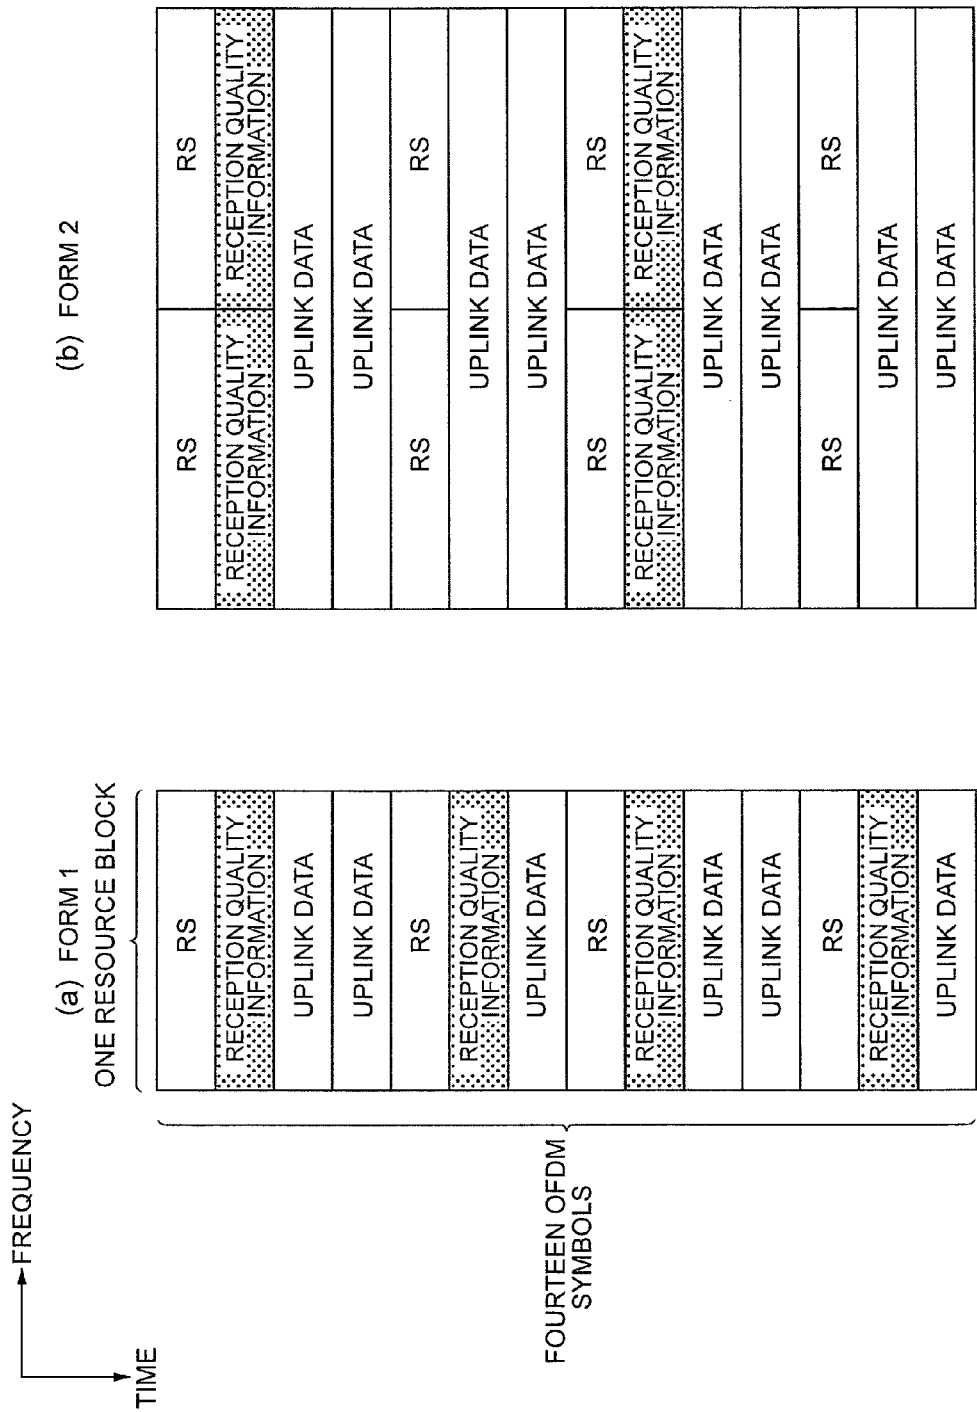 FREQUENCY
TIME
FOURTEEN OFDM
SYMBOLS
(a) FORM 1
ONE RESOURCE BLOCK
RS
RECEPTION QUALITY
INFORMATION
UPLINK DATA
UPLINK DATA
RS
RECEPTION QUALITY
INFORMATION
UPLINK DATA
RS
RECEPTION QUALITY
INFORMATION
UPLINK DATA
UPLINK DATA
RS
RECEPTION QUALITY
INFORMATION
UPLINK DATA
(b) FORM 2
RS
RS
RECEPTION QUALITY
INFORMATION
RECEPTION QUALITY
INFORMATION
UPLINK DATA
UPLINK DATA
RS
RS
UPLINK DATA
UPLINK DATA
RS
RS
RECEPTION QUALITY
INFORMATION
RECEPTION QUALITY
INFORMATION
UPLINK DATA
UPLINK DATA
RS
RS
UPLINK DATA
UPLINK DATA